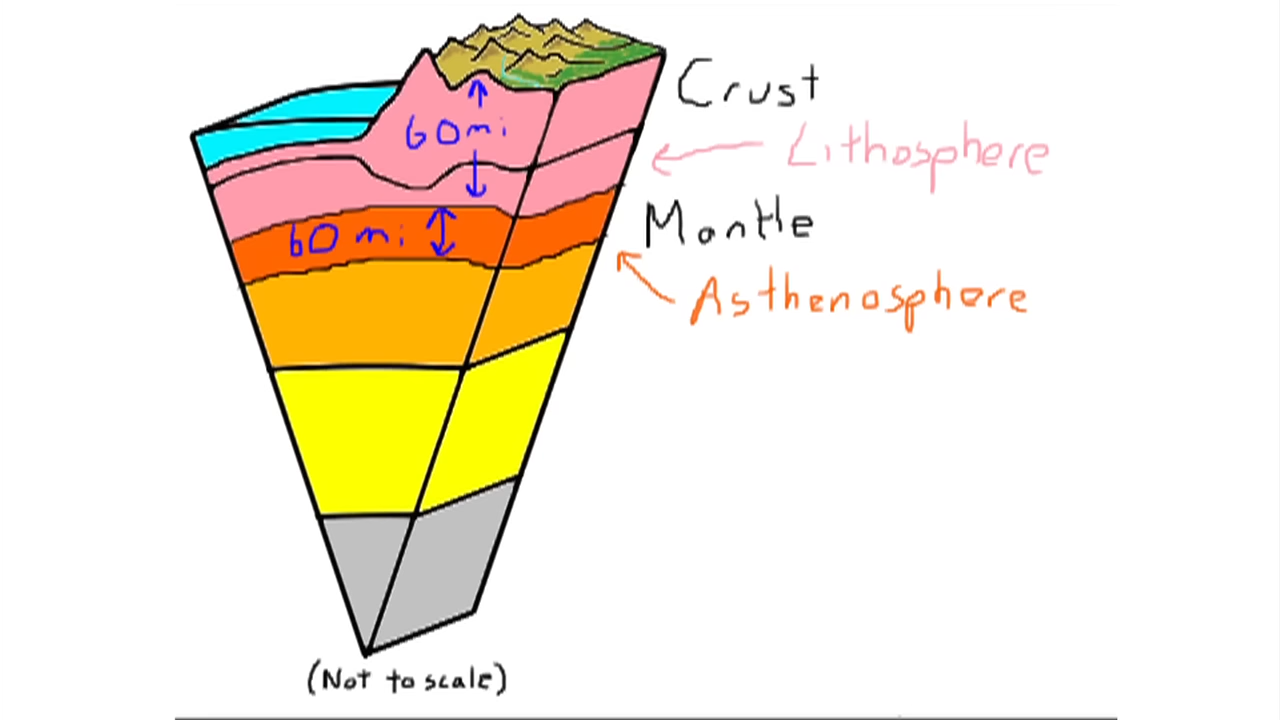 Crust
60mi
Lithosphere
60 mi
Mantle
Asthenosphere
(Not to scale)